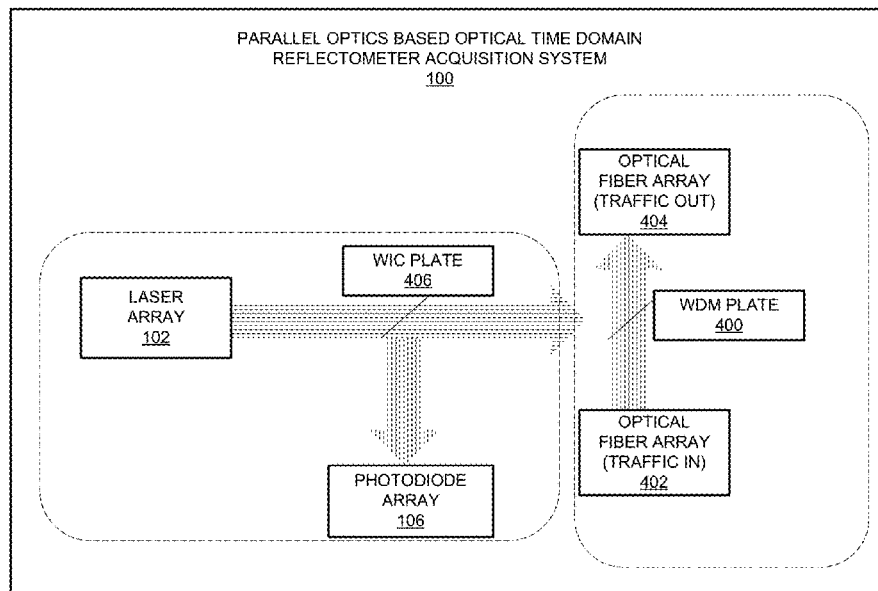 PARALLEL OPTICS BASED OPTICAL TIME DOMAIN
REFLECTOMETER ACQUISITION SYSTEM
100
OPTICAL
FIBER ARRAY
(TRAFFIC OUT)
404
WIC PLATE
406
LASER
ARRAY
102
WDM PLATE
400
OPTICAL
FIBER ARRAY
(TRAFFIC IN)
402
PHOTODIODE
ARRAY
106